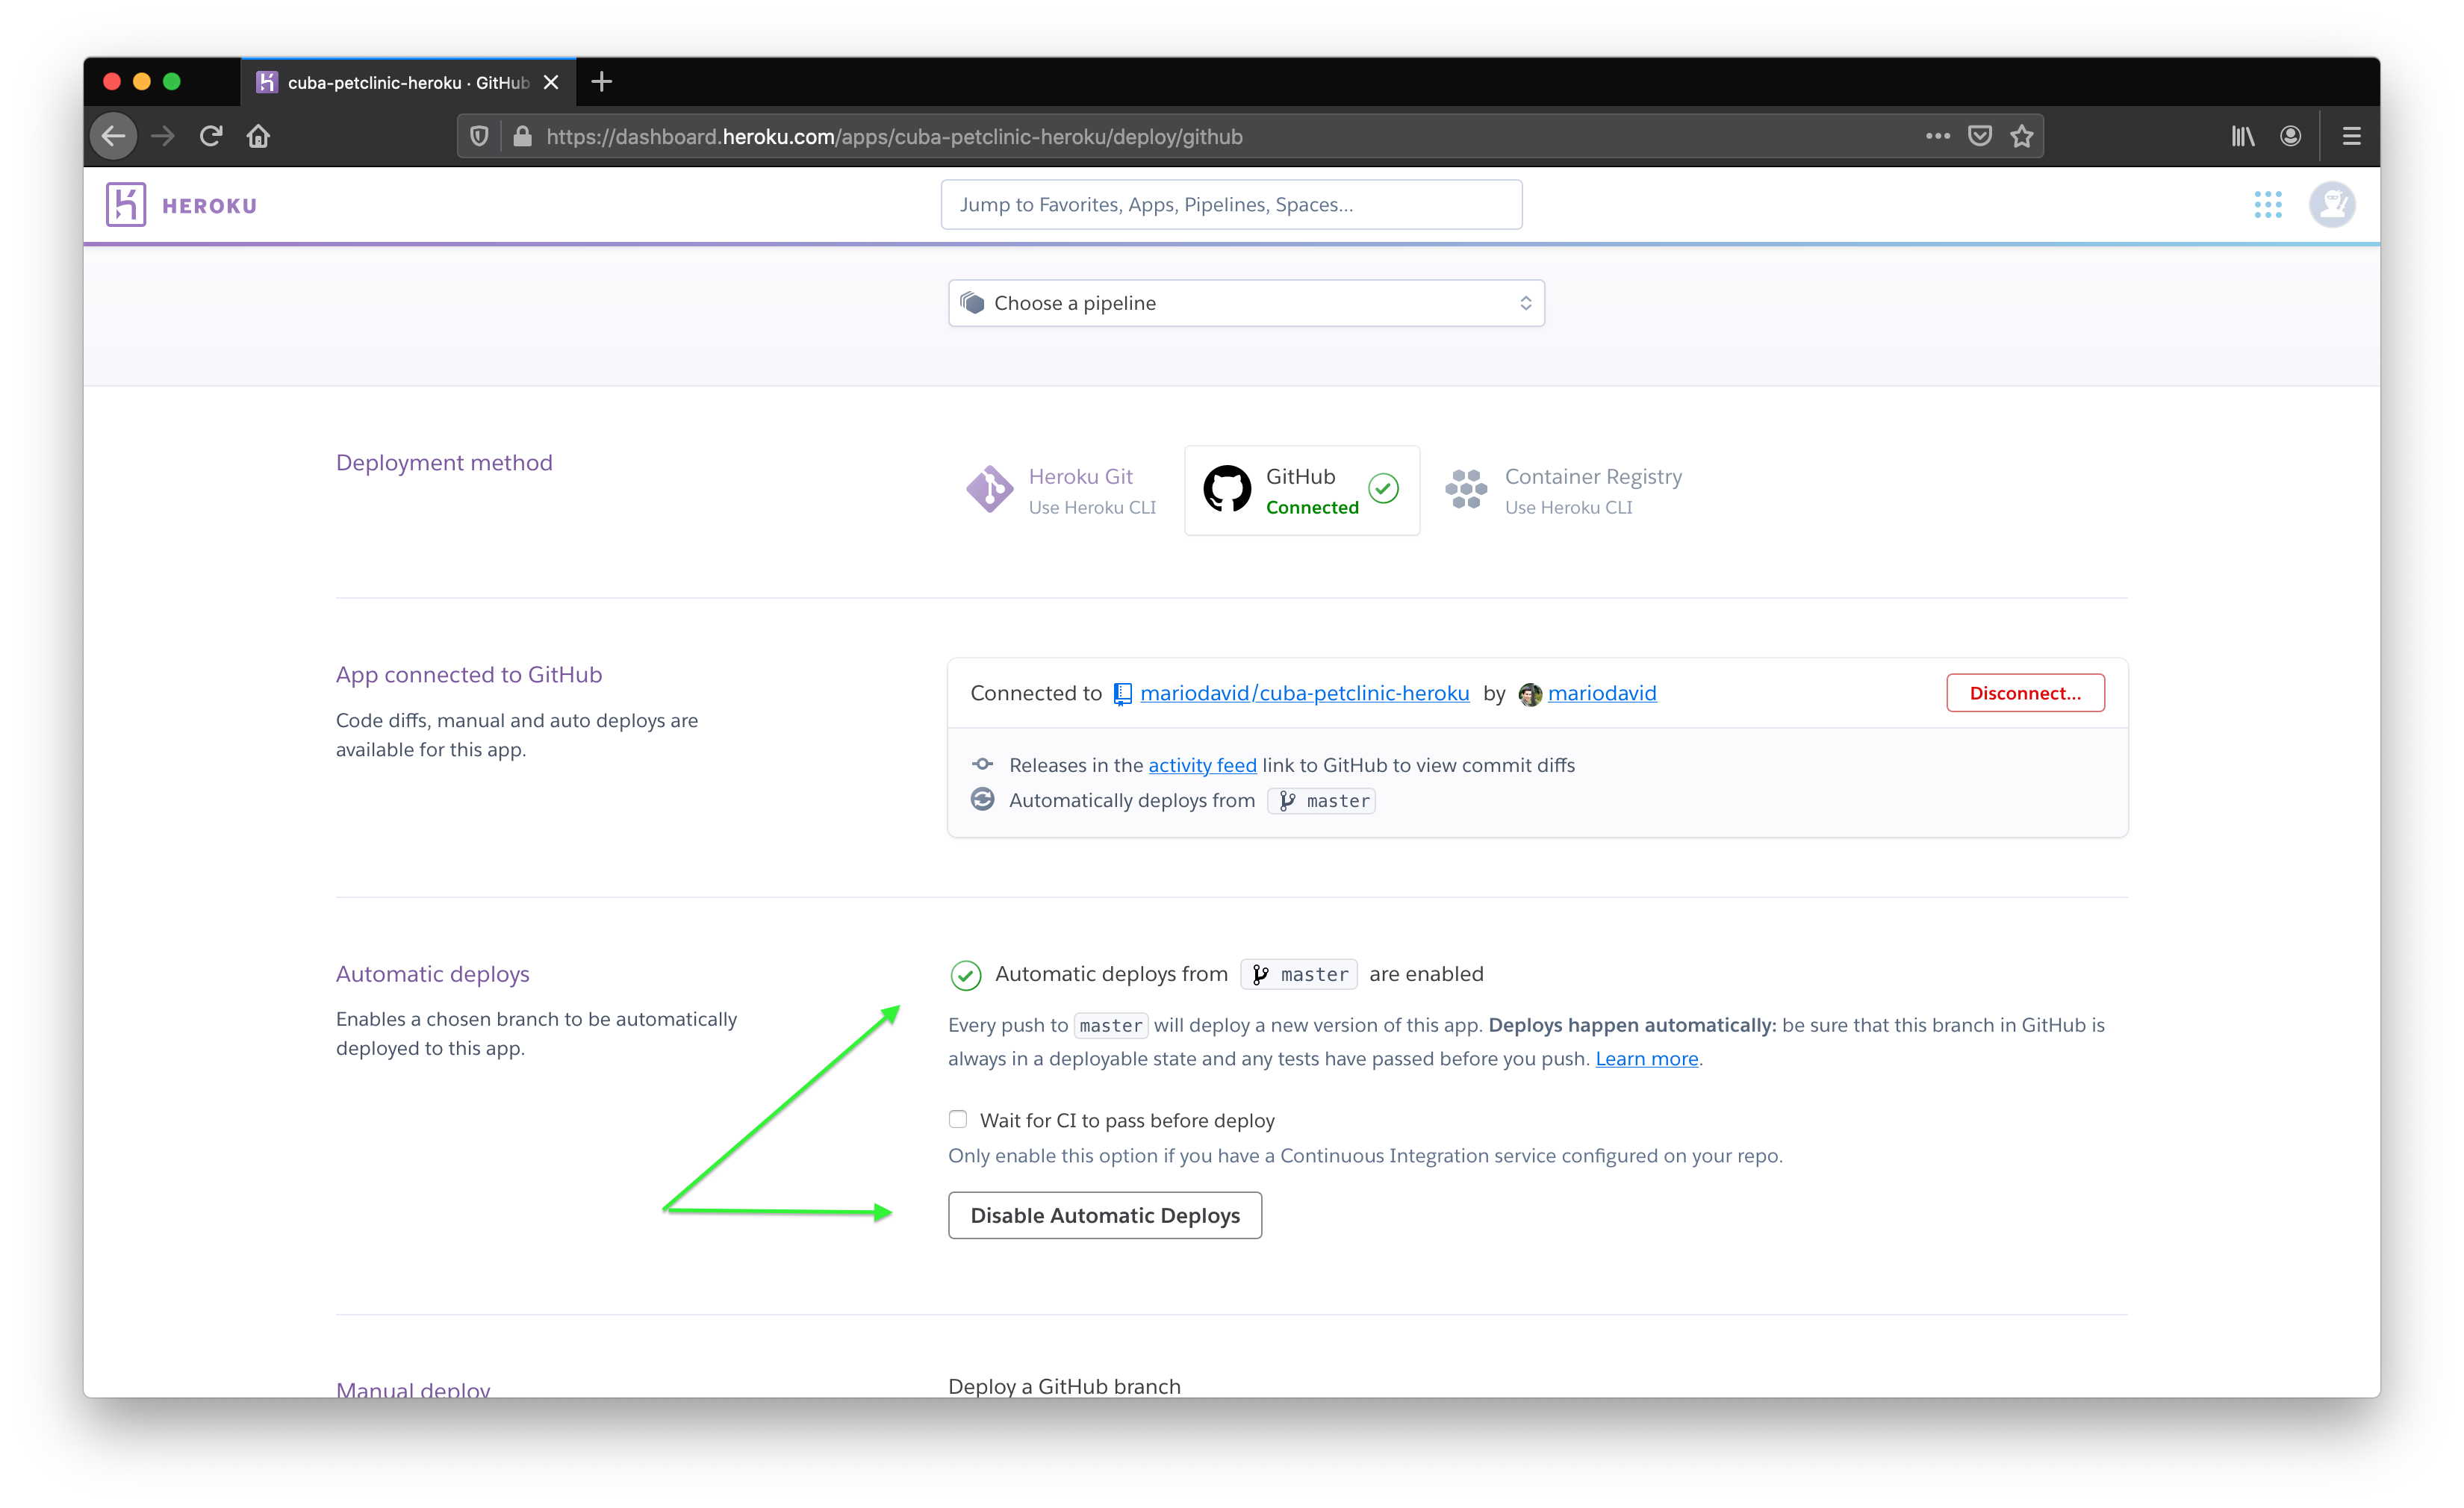 cuba-petclinic-heroku · GitHub
https://dashboard.heroku.com/apps/cuba-petclinic-heroku/deploy/github
HEROKU
Jump to Favorites, Apps, Pipelines, Spaces...
Choose a pipeline
Deployment method
Heroku Git
Use Heroku CLI
GitHub
Connected
Container Registry
Use Heroku CLI
App connected to GitHub
Code diffs, manual and auto deploys are
available for this app.
Connected to mariodavid/cuba-petclinic-heroku by mariodavid
Disconnect...
Releases in the activity feed link to GitHub to view commit diffs
Automatically deploys from master
Automatic deploys
Enables a chosen branch to be automatically
deployed to this app.
Automatic deploys from master are enabled
Every push to master will deploy a new version of this app. Deploys happen automatically: be sure that this branch in GitHub is
always in a deployable state and any tests have passed before you push. Learn more.
Wait for CI to pass before deploy
Only enable this option if you have a Continuous Integration service configured on your repo.
Disable Automatic Deploys
Manual deploy
Deploy a GitHub branch